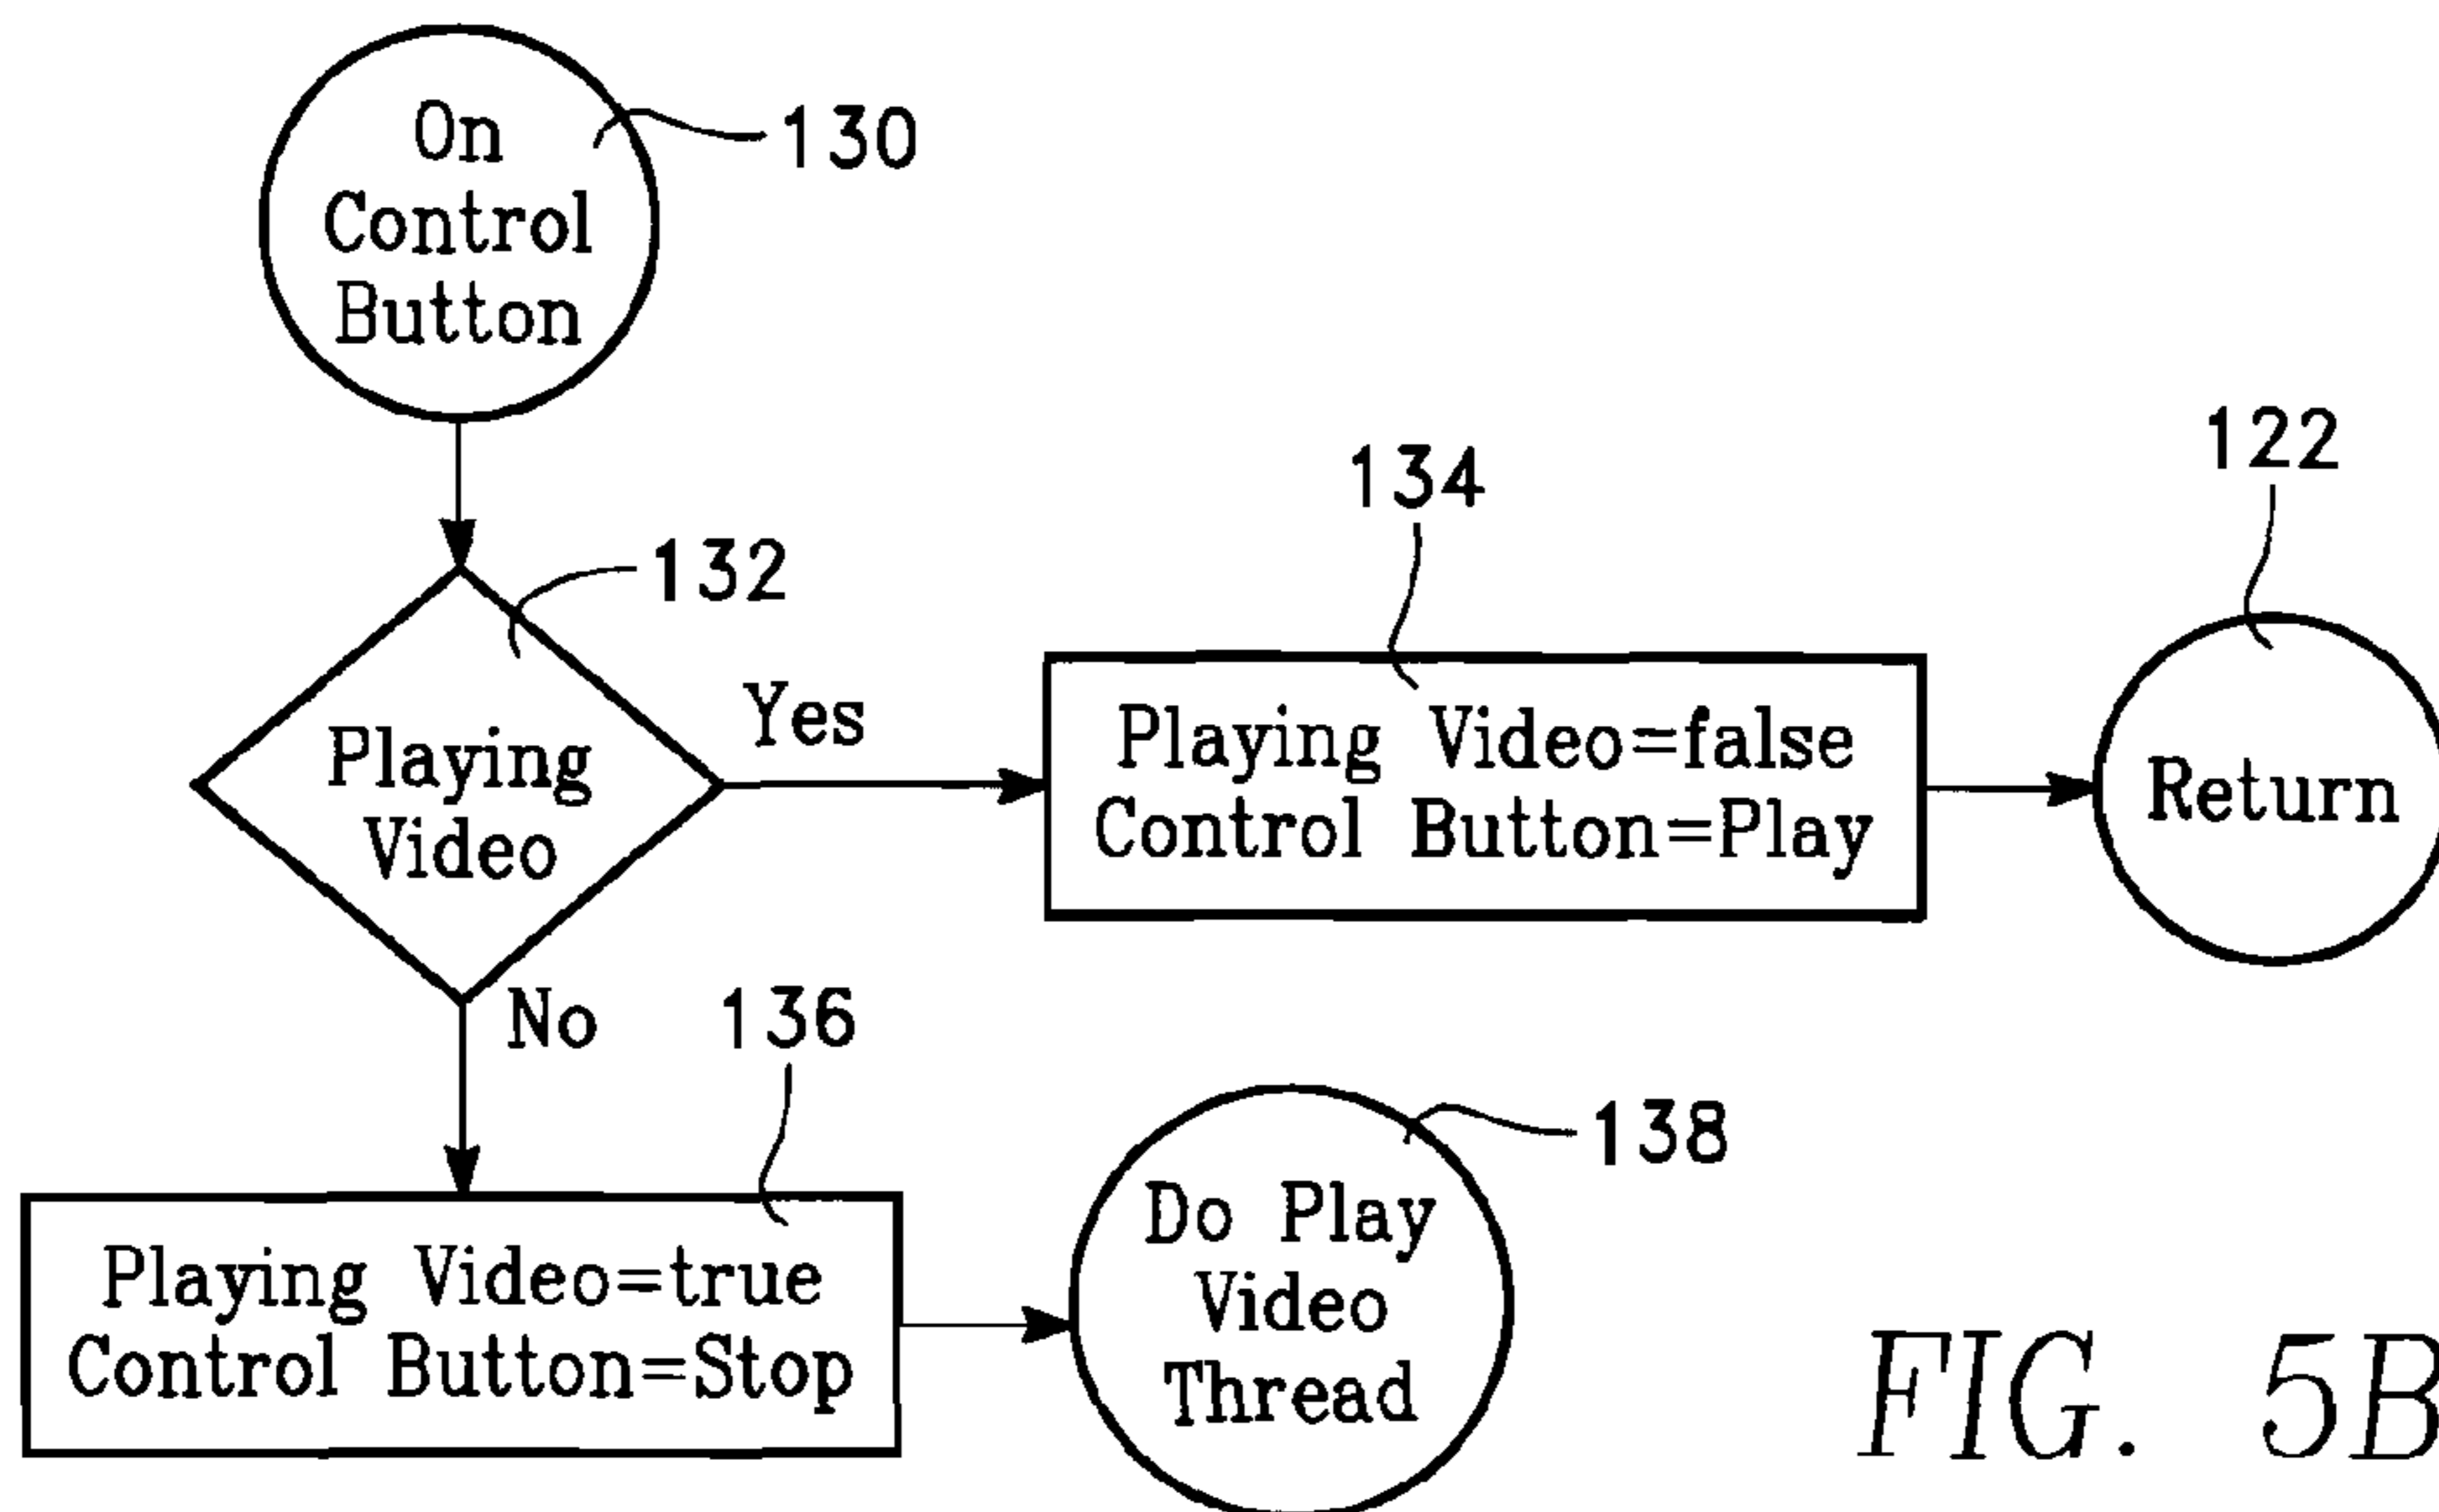 On
Control
Button
130
132
Playing
Video
Yes
134
Playing Video=false
Control Button=Play
122
Return
No
136
Playing Video=true
Control Button=Stop
138
Do Play
Video
Thread
FIG. 5B